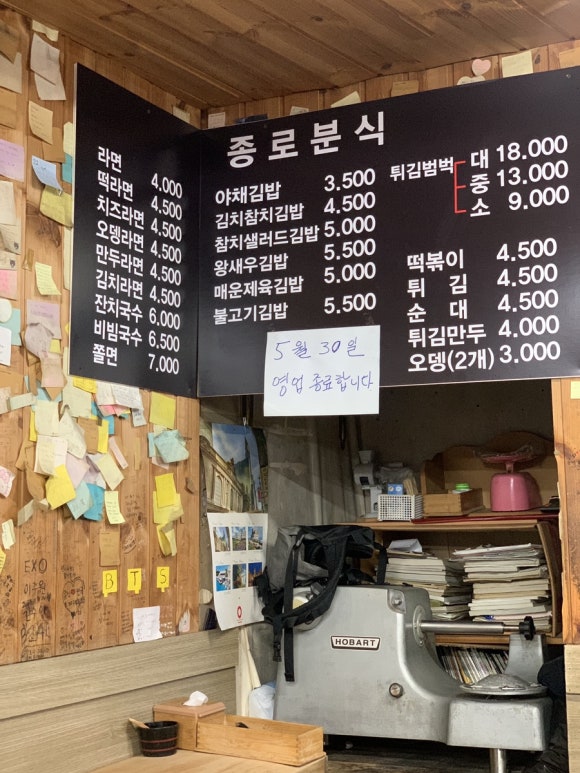 종로분식
라면 4.000
떡라면 4.500
치즈라면 4.500
오뎅라면 4.500
만두라면 4.500
김치라면 4.500
잔치국수 6.000
비빔국수 6.500
쫄면 7.000
야채김밥 3.500
김치참치김밥 4.500
참치샐러드김밥 5.000
왕새우김밥 5.500
매운제육김밥 5.000
불고기김밥 5.500
튀김범벅 대 18.000
중 13.000
소 9.000
떡볶이 4.500
튀 김 4.500
순 대 4.500
튀김만두 4.000
오뎅(2개) 3.000
5월 30일
영업 종료합니다
EXO
BTS
HOBART